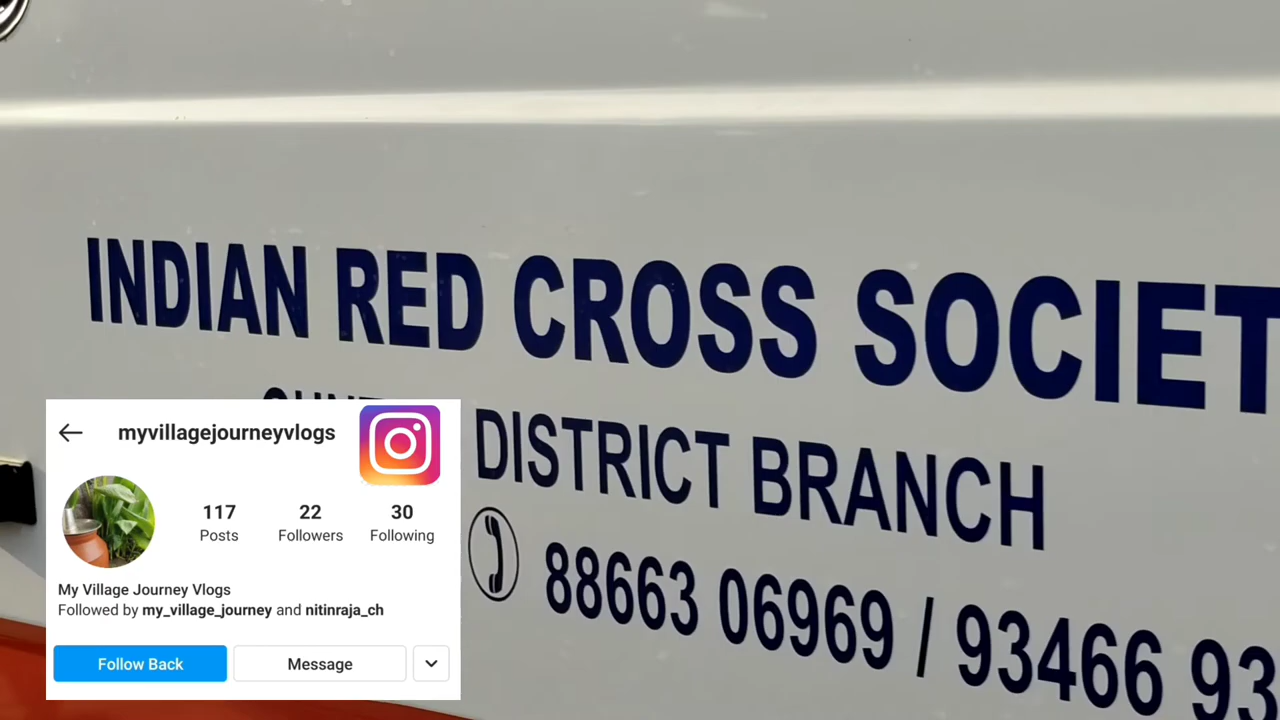 INDIAN RED CROSS SOCIET
DISTRICT BRANCH
88663 06969 / 93466 93
myvillagejourneyvlogs
117 22 30
Posts Followers Following
My Village Journey Vlogs
Followed by my_village_journey and nitinraja_ch
Follow Back Message